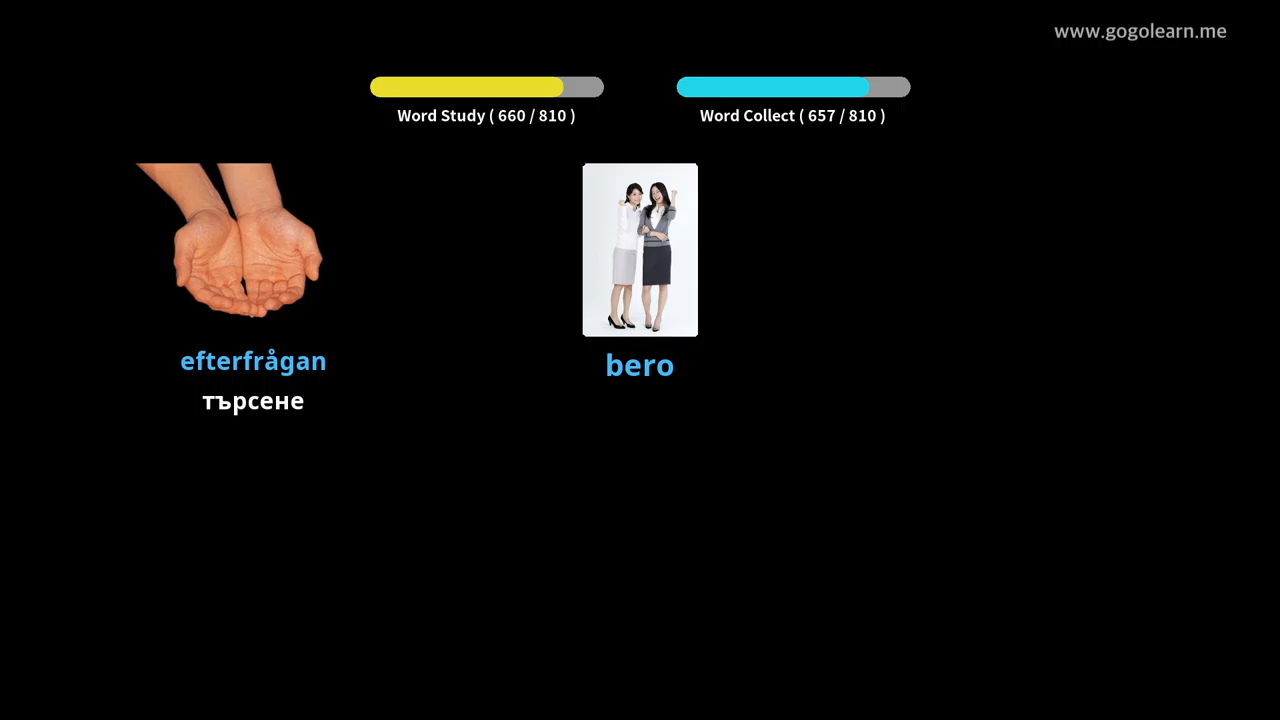 www.gogolearn.me
Word Study ( 660 / 810 )
Word Collect ( 657 / 810 )
efterfrågan
търсене
bero